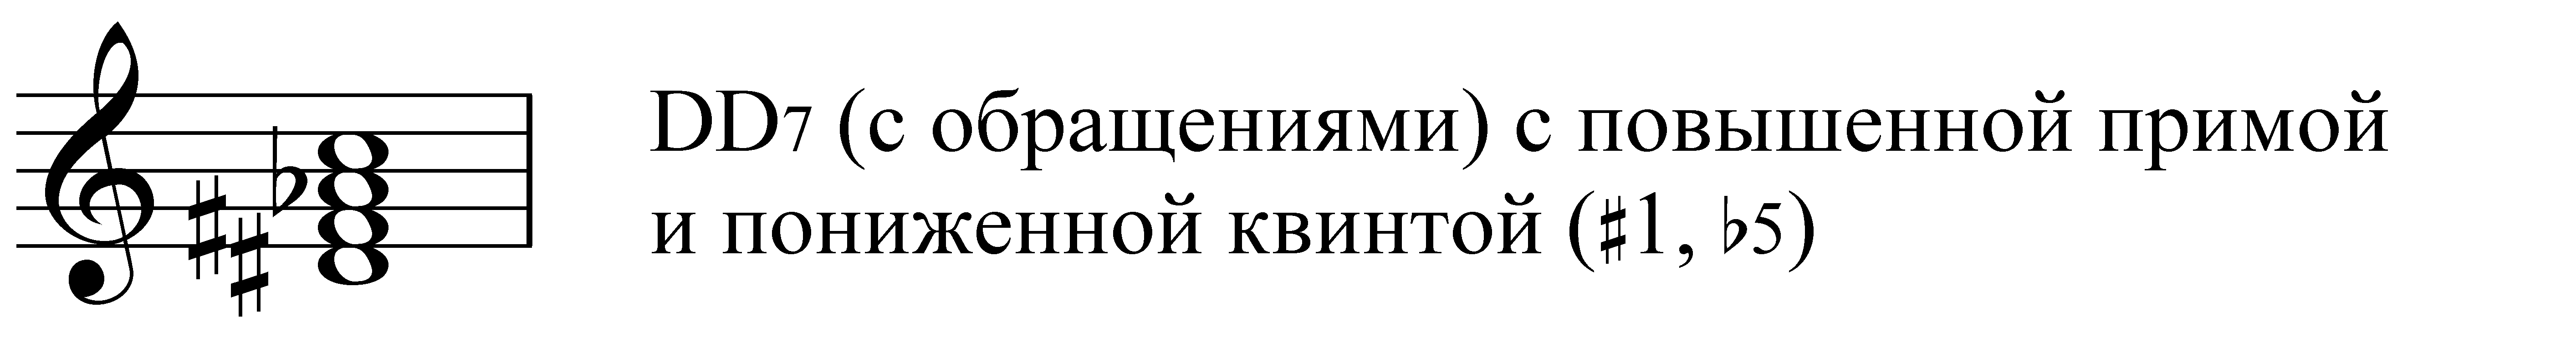 DD7 (с обращениями) с повышенной примой
и пониженной квинтой (♯1, ♭5)